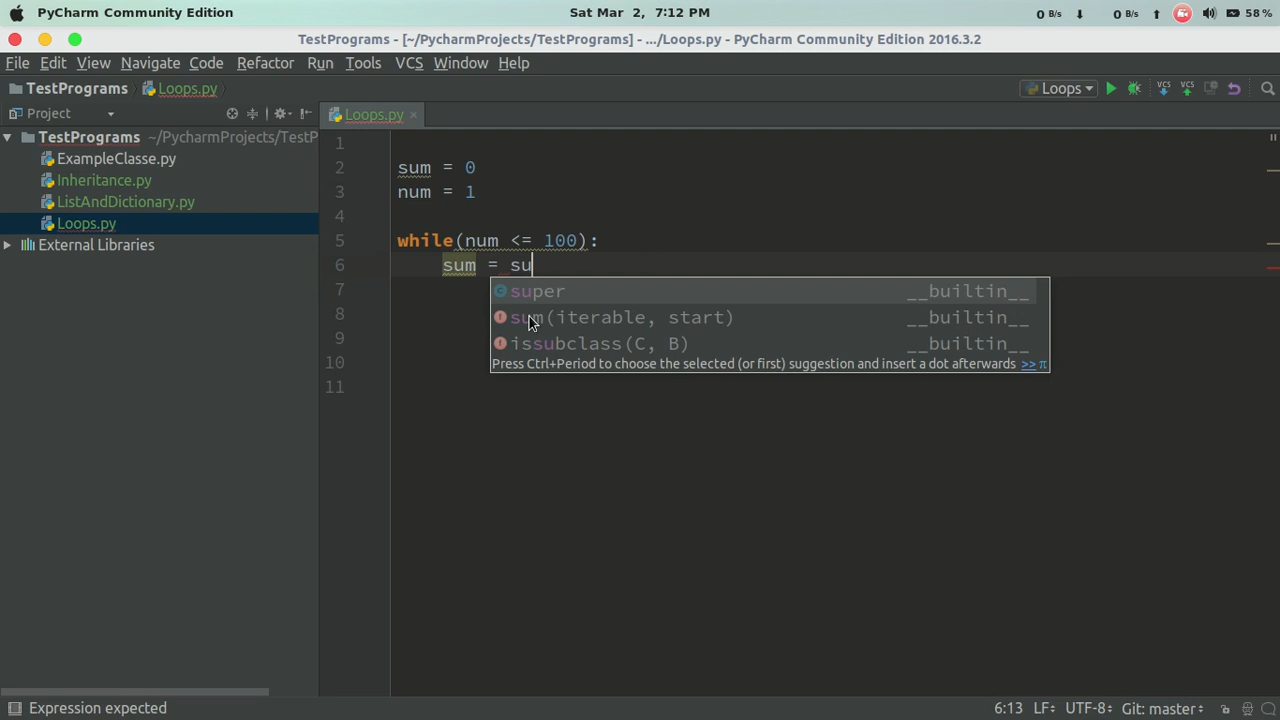 PyCharm Community Edition
Sat Mar 2, 7:12 PM
0 B/s 0 B/s 58 %
TestPrograms - [~/PycharmProjects/TestPrograms] - .../Loops.py - PyCharm Community Edition 2016.3.2
File Edit View Navigate Code Refactor Run Tools VCS Window Help
TestPrograms Loops.py
Loops
VCS VCS
Project
Loops.py
TestPrograms ~/PycharmProjects/TestP
ExampleClasse.py
Inheritance.py
ListAndDictionary.py
Loops.py
External Libraries
1
2 sum = 0
3 num = 1
4
5 while(num <= 100):
6 sum = su
7
8
9
10
11
super __builtin__
sum(iterable, start) __builtin__
issubclass(C, B) __builtin__
Press Ctrl+Period to choose the selected (or first) suggestion and insert a dot afterwards >> π
Expression expected
6:13 LF÷ UTF-8÷ Git: master÷